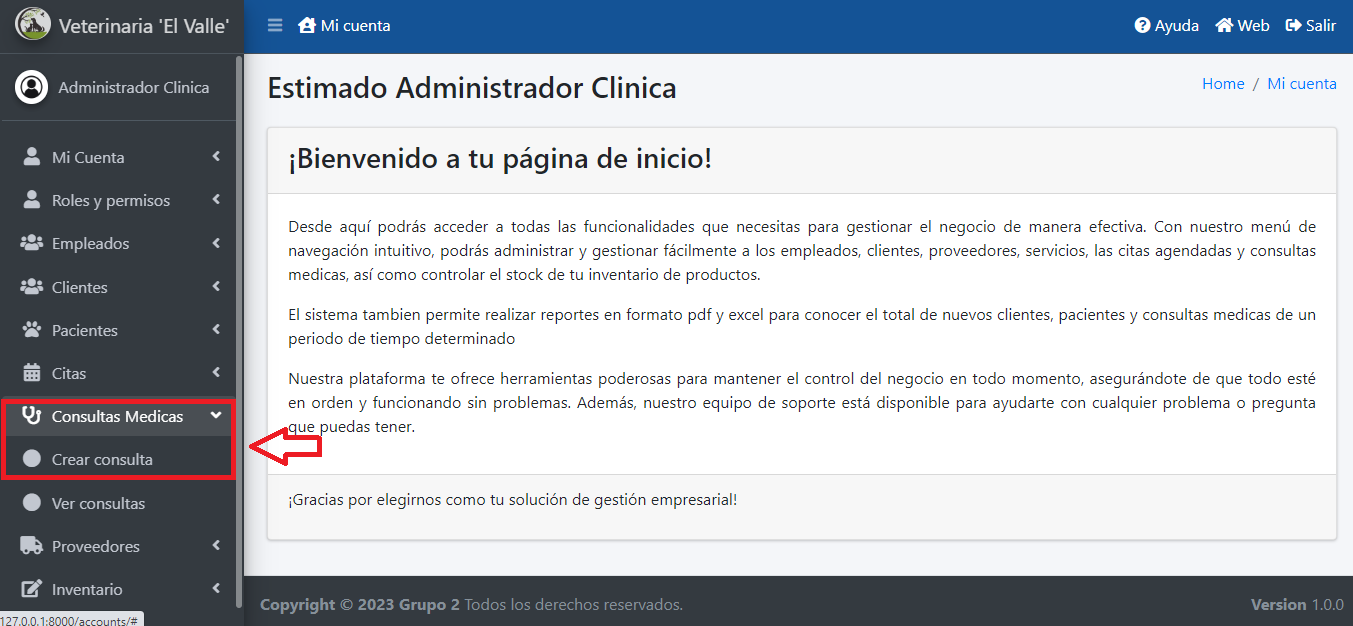 Veterinaria 'El Valle'
Mi cuenta
Ayuda
Web
Salir
Administrador Clinica
Mi Cuenta
Roles y permisos
Empleados
Clientes
Pacientes
Citas
Consultas Medicas
Crear consulta
Ver consultas
Proveedores
Inventario
127.0.0.1:8000/accounts/#
Estimado Administrador Clinica
Home / Mi cuenta
¡Bienvenido a tu página de inicio!
Desde aquí podrás acceder a todas las funcionalidades que necesitas para gestionar el negocio de manera efectiva. Con nuestro menú de
navegación intuitivo, podrás administrar y gestionar fácilmente a los empleados, clientes, proveedores, servicios, las citas agendadas y consultas
medicas, así como controlar el stock de tu inventario de productos.
El sistema tambien permite realizar reportes en formato pdf y excel para conocer el total de nuevos clientes, pacientes y consultas medicas de un
periodo de tiempo determinado
Nuestra plataforma te ofrece herramientas poderosas para mantener el control del negocio en todo momento, asegurándote de que todo esté
en orden y funcionando sin problemas. Además, nuestro equipo de soporte está disponible para ayudarte con cualquier problema o pregunta
que puedas tener.
¡Gracias por elegirnos como tu solución de gestión empresarial!
Copyright © 2023 Grupo 2 Todos los derechos reservados.
Version 1.0.0